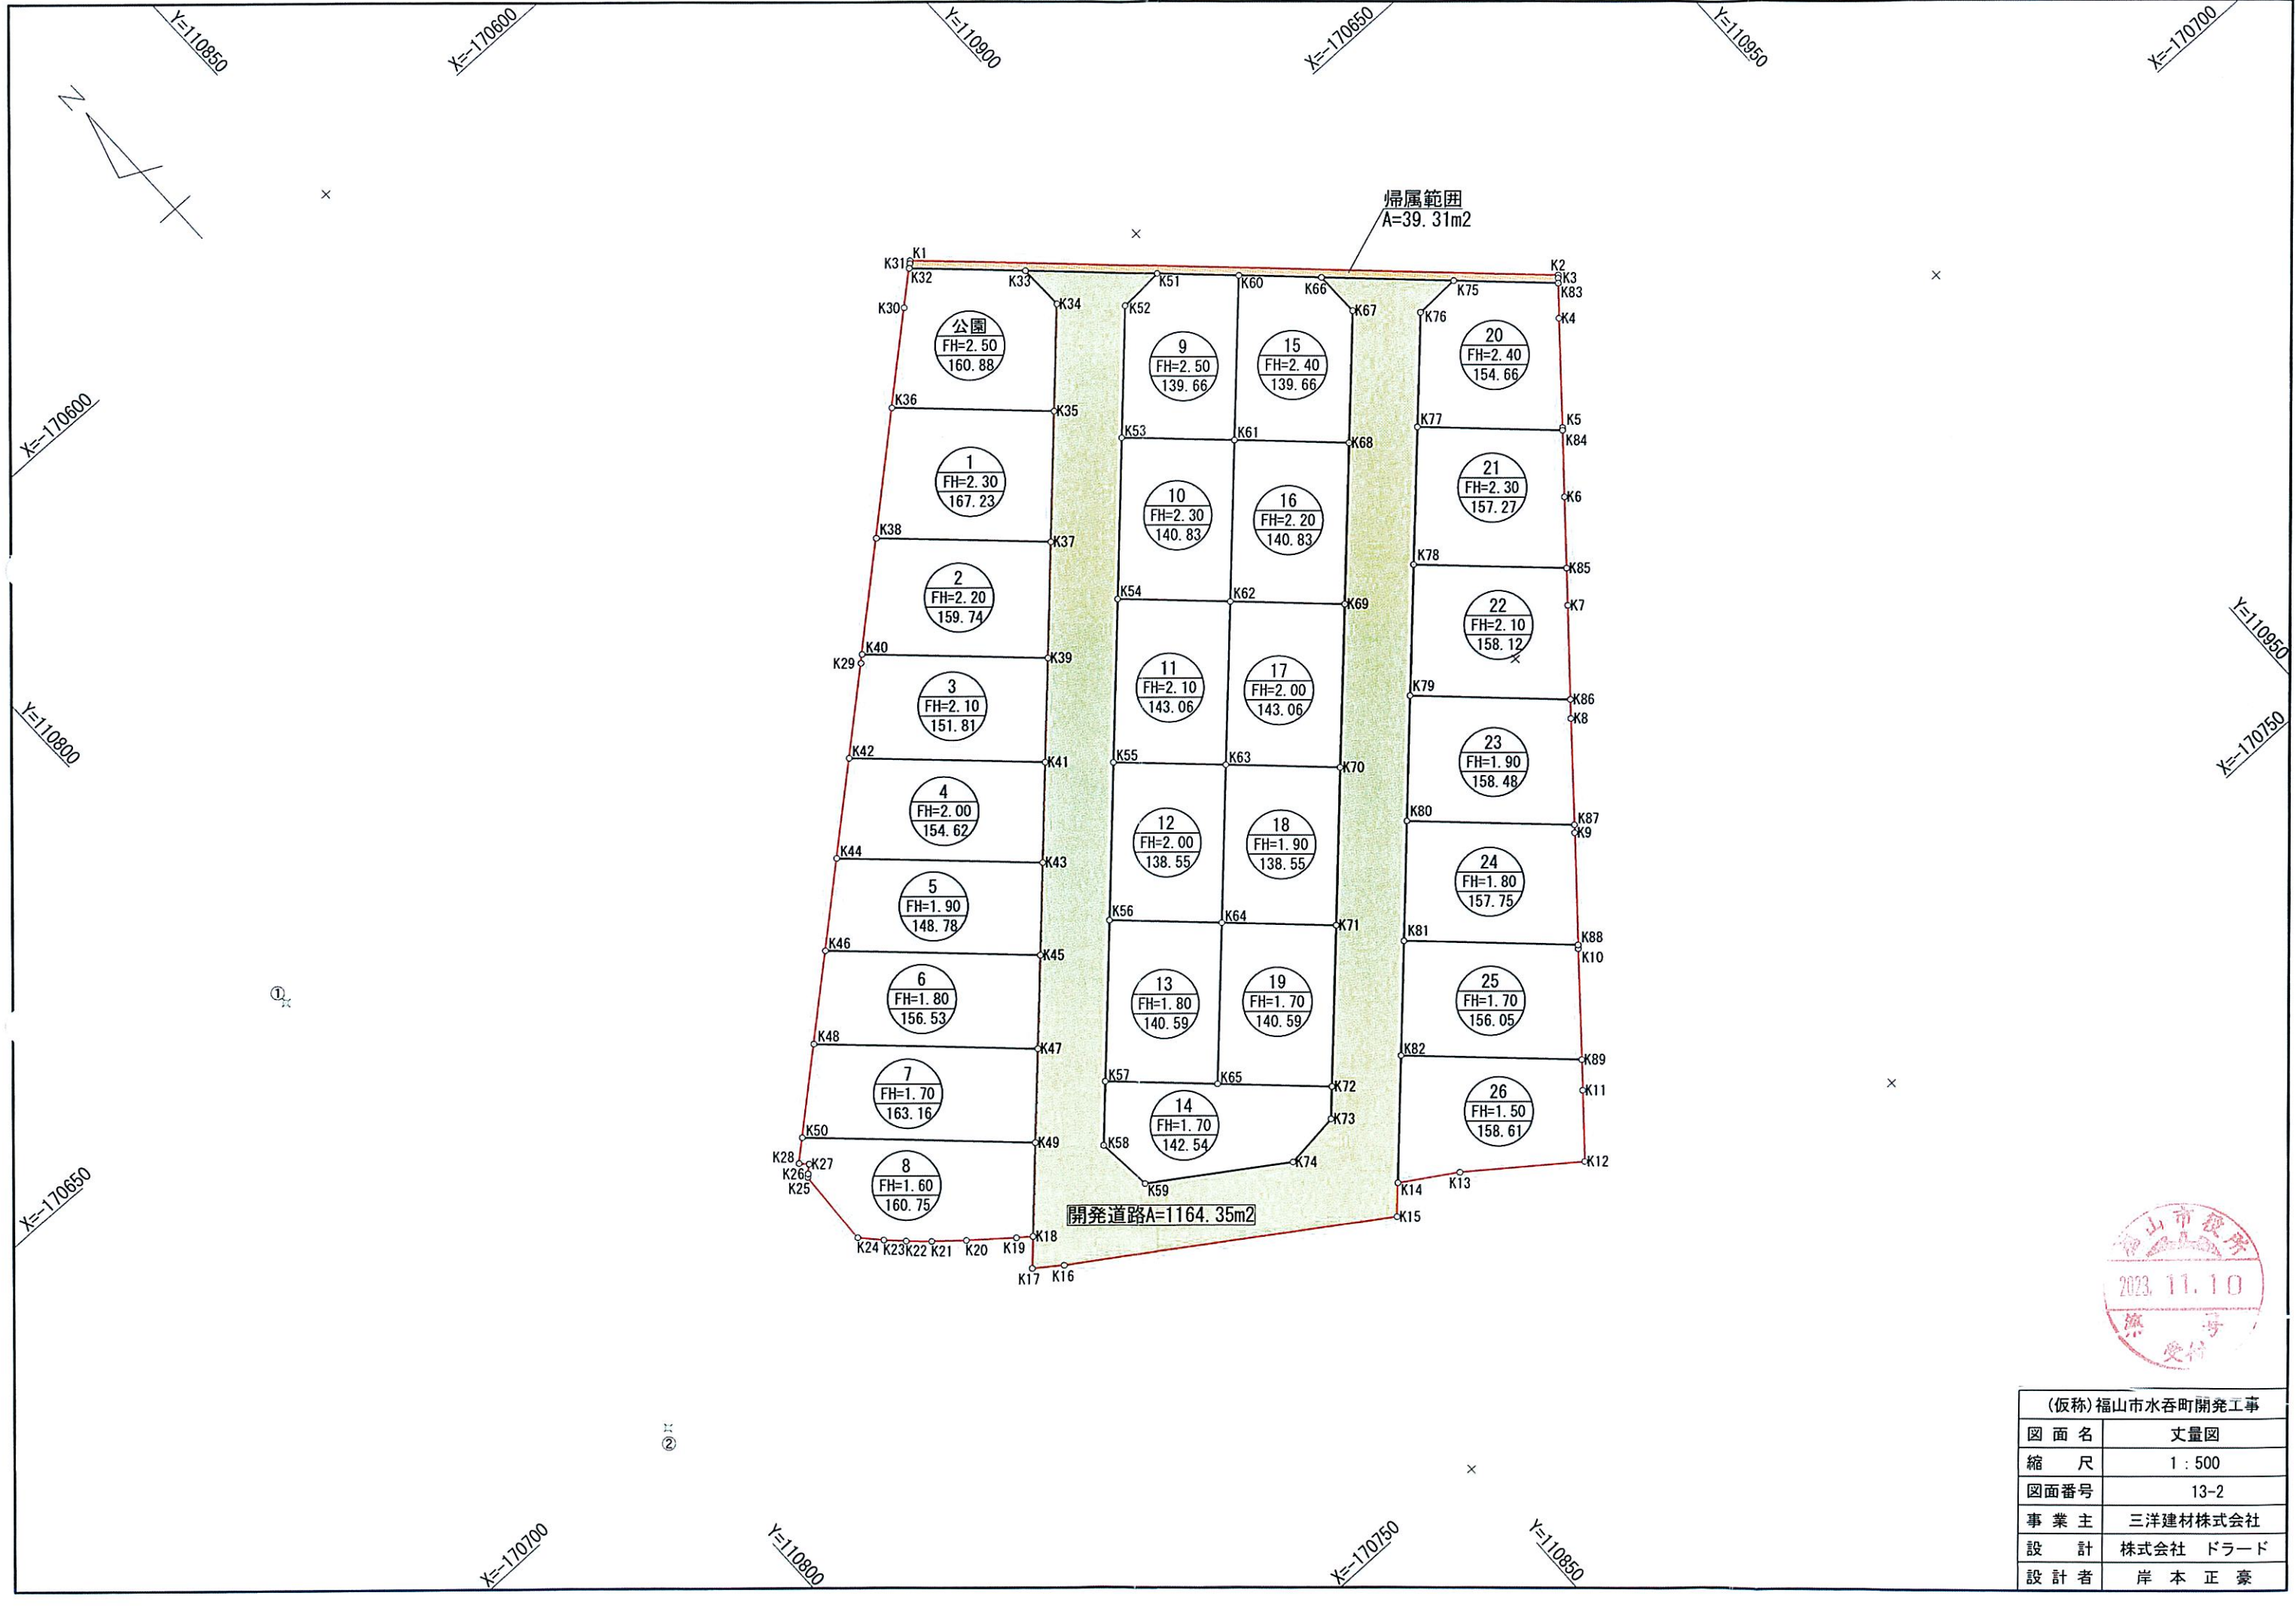 Y=110850
X=-170600
Y=110900
X=-170650
Y=110950
X=-170700
N
帰属範囲
A=39.31m2
K1
K31
K32
K33
K51
K60
K66
K75
K2
K3
K83
K30
K34
K52
K67
K76
K4
公園
FH=2.50
160.88
9
FH=2.50
139.66
15
FH=2.40
139.66
20
FH=2.40
154.66
X=-170600
K36
K35
K53
K61
K68
K77
K5
K84
1
FH=2.30
167.23
10
FH=2.30
140.83
16
FH=2.20
140.83
21
FH=2.30
157.27
K6
K38
K37
K54
K62
K69
K78
K85
K7
2
FH=2.20
159.74
22
FH=2.10
158.12
Y=110950
K40
K29
K39
3
FH=2.10
151.81
11
FH=2.10
143.06
17
FH=2.00
143.06
K79
K86
K8
Y=110800
X=-170750
K42
K41
K55
K63
K70
23
FH=1.90
158.48
4
FH=2.00
154.62
12
FH=2.00
138.55
18
FH=1.90
138.55
K80
K87
K9
K44
K43
24
FH=1.80
157.75
5
FH=1.90
148.78
K56
K64
K71
K81
K88
K10
K46
K45
①
6
FH=1.80
156.53
13
FH=1.80
140.59
19
FH=1.70
140.59
25
FH=1.70
156.05
K48
K47
K82
K89
K57
K65
K72
K11
7
FH=1.70
163.16
14
FH=1.70
142.54
K73
26
FH=1.50
158.61
K50
K49
K58
K28
K27
K26
K25
K74
K12
K13
K14
K59
8
FH=1.60
160.75
X=-170650
開発道路A=1164.35m2
K15
K24
K23
K22
K21
K20
K19
K18
K17
K16
福山市役所
2023.11.10
第 号
受付
②
X=-170700
Y=110800
X=-170750
Y=110850
(仮称)福山市水呑町開発工事
図面名 丈量図
縮尺 1:500
図面番号 13-2
事業主 三洋建材株式会社
設計 株式会社 ドラード
設計者 岸本正豪